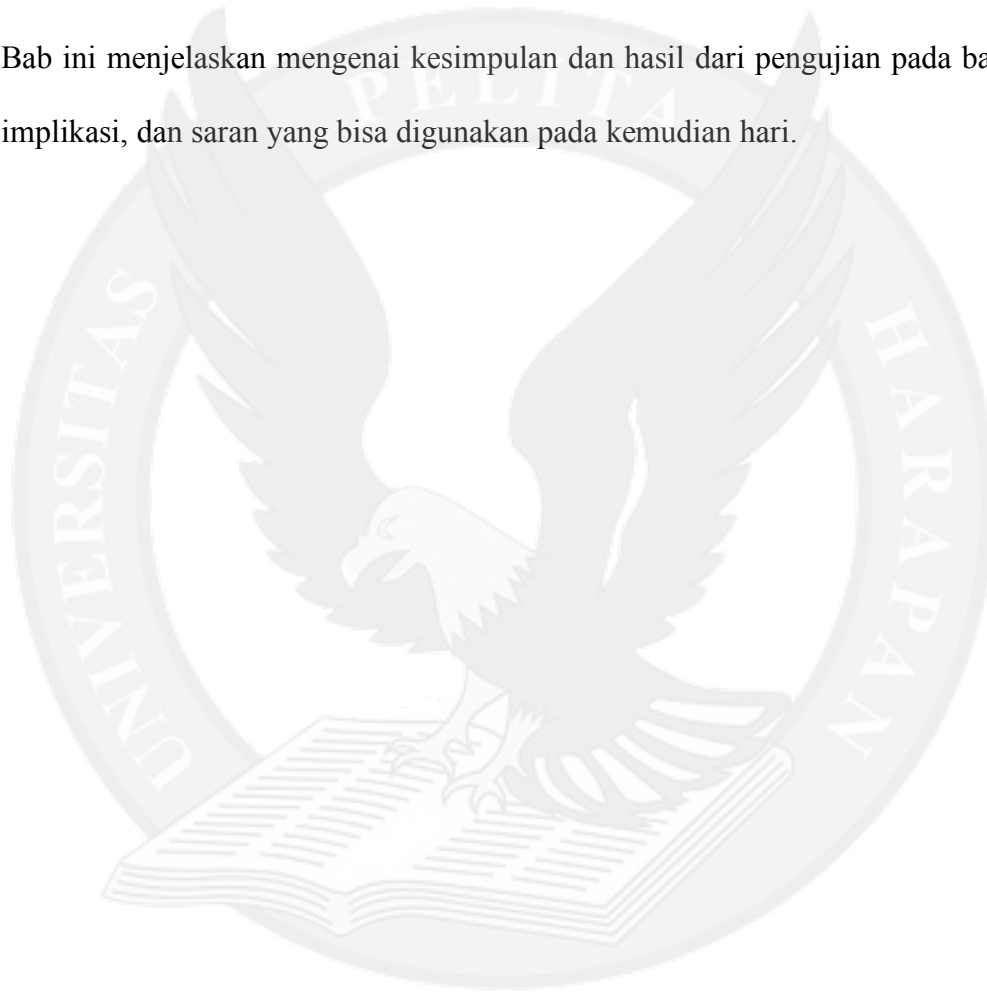 Bab ini menjelaskan mengenai kesimpulan dan hasil dari pengujian pada ba
implikasi, dan saran yang bisa digunakan pada kemudian hari.
UNIVERSITAS PELITA HARAPAN